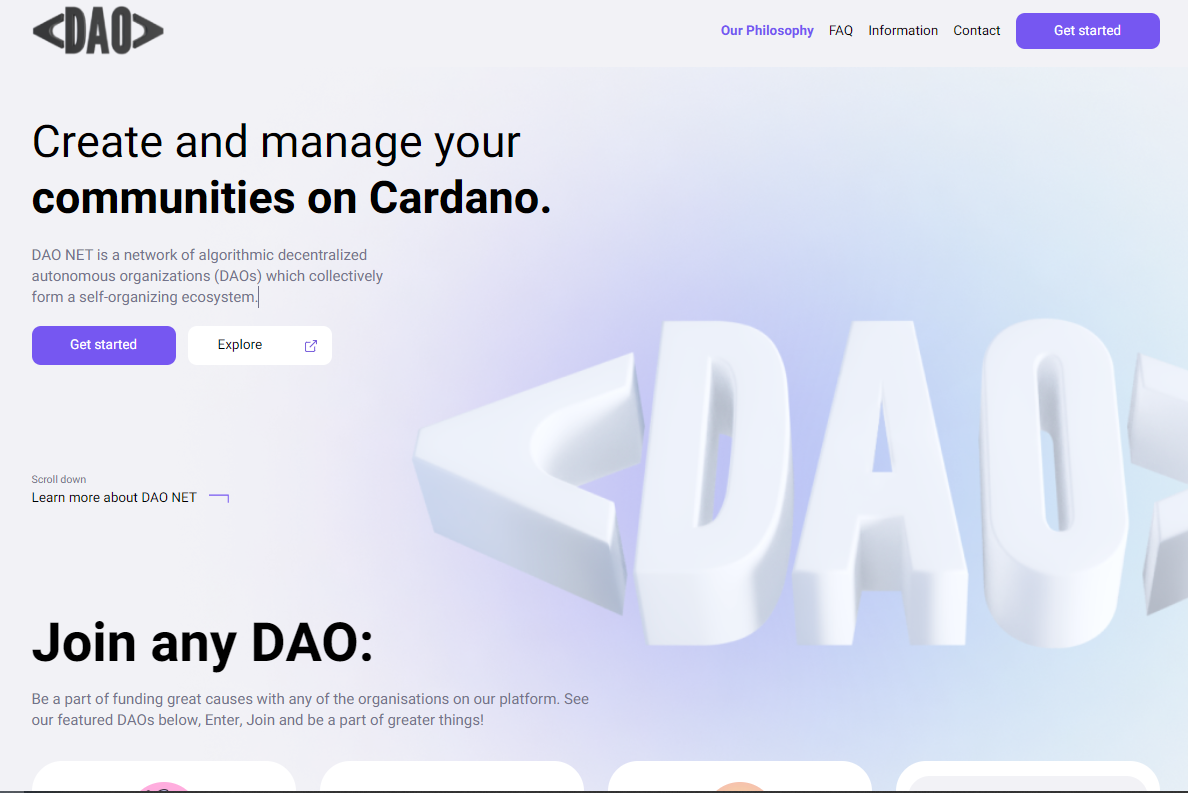 <DAO>
Our Philosophy
FAQ
Information
Contact
Get started
Create and manage your
communities on Cardano.
DAO NET is a network of algorithmic decentralized
autonomous organizations (DAOs) which collectively
form a self-organizing ecosystem.
Get started
Explore
<DAO>
Scroll down
Learn more about DAO NET
Join any DAO:
Be a part of funding great causes with any of the organisations on our platform. See
our featured DAOs below, Enter, Join and be a part of greater things!